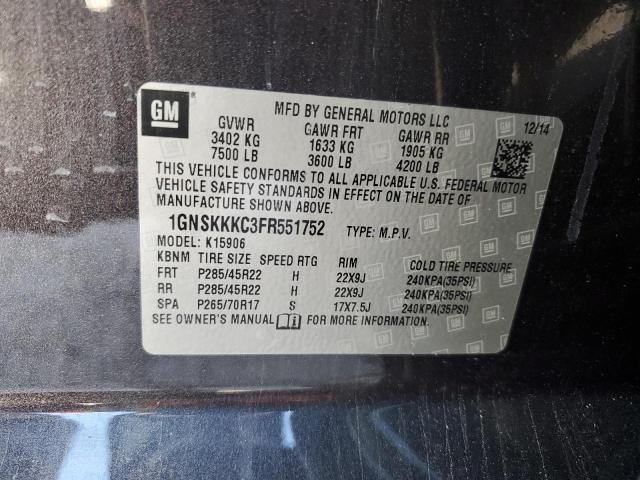 GM
MFD BY GENERAL MOTORS LLC
12/14
GVWR GAWR FRT GAWR RR
3402 KG 1633 KG 1905 KG
7500 LB 3600 LB 4200 LB
THIS VEHICLE CONFORMS TO ALL APPLICABLE U.S. FEDERAL MOTOR
VEHICLE SAFETY STANDARDS IN EFFECT ON THE DATE OF
MANUFACTURE SHOWN ABOVE.
1GNSKKKC3FR551752 TYPE: M.P.V.
MODEL: K15906
KBNM TIRE SIZE SPEED RTG RIM COLD TIRE PRESSURE
FRT P285/45R22 H 22X9J 240KPA(35PSI)
RR P285/45R22 H 22X9J 240KPA(35PSI)
SPA P265/70R17 S 17X7.5J 240KPA(35PSI)
SEE OWNER'S MANUAL FOR MORE INFORMATION.